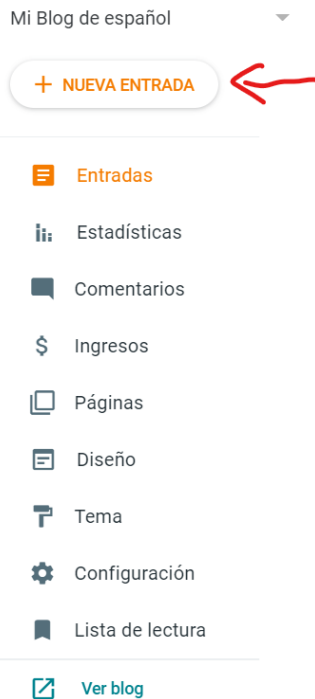 Mi Blog de español
+ NUEVA ENTRADA
Entradas
Estadísticas
Comentarios
$ Ingresos
Páginas
Diseño
Tema
Configuración
Lista de lectura
Ver blog